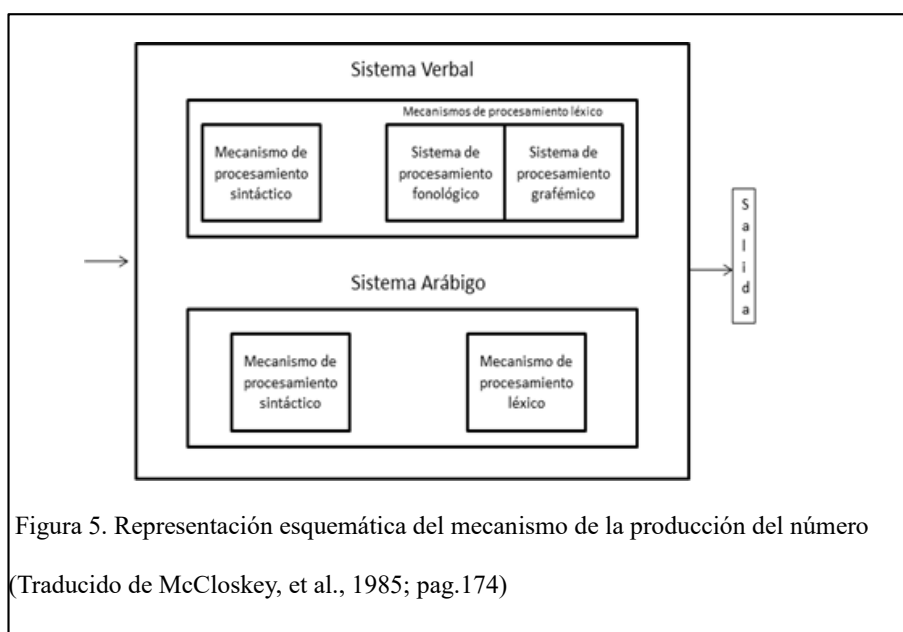 Sistema Verbal
Mecanismos de procesamiento léxico
Mecanismo de
procesamiento
sintáctico
Sistema de
procesamiento
fonológico
Sistema de
procesamiento
grafémico
Salida
Sistema Arábigo
Mecanismo de
procesamiento
sintáctico
Mecanismo de
procesamiento
léxico
Figura 5. Representación esquemática del mecanismo de la producción del número
(Traducido de McCloskey, et al., 1985; pag.174)